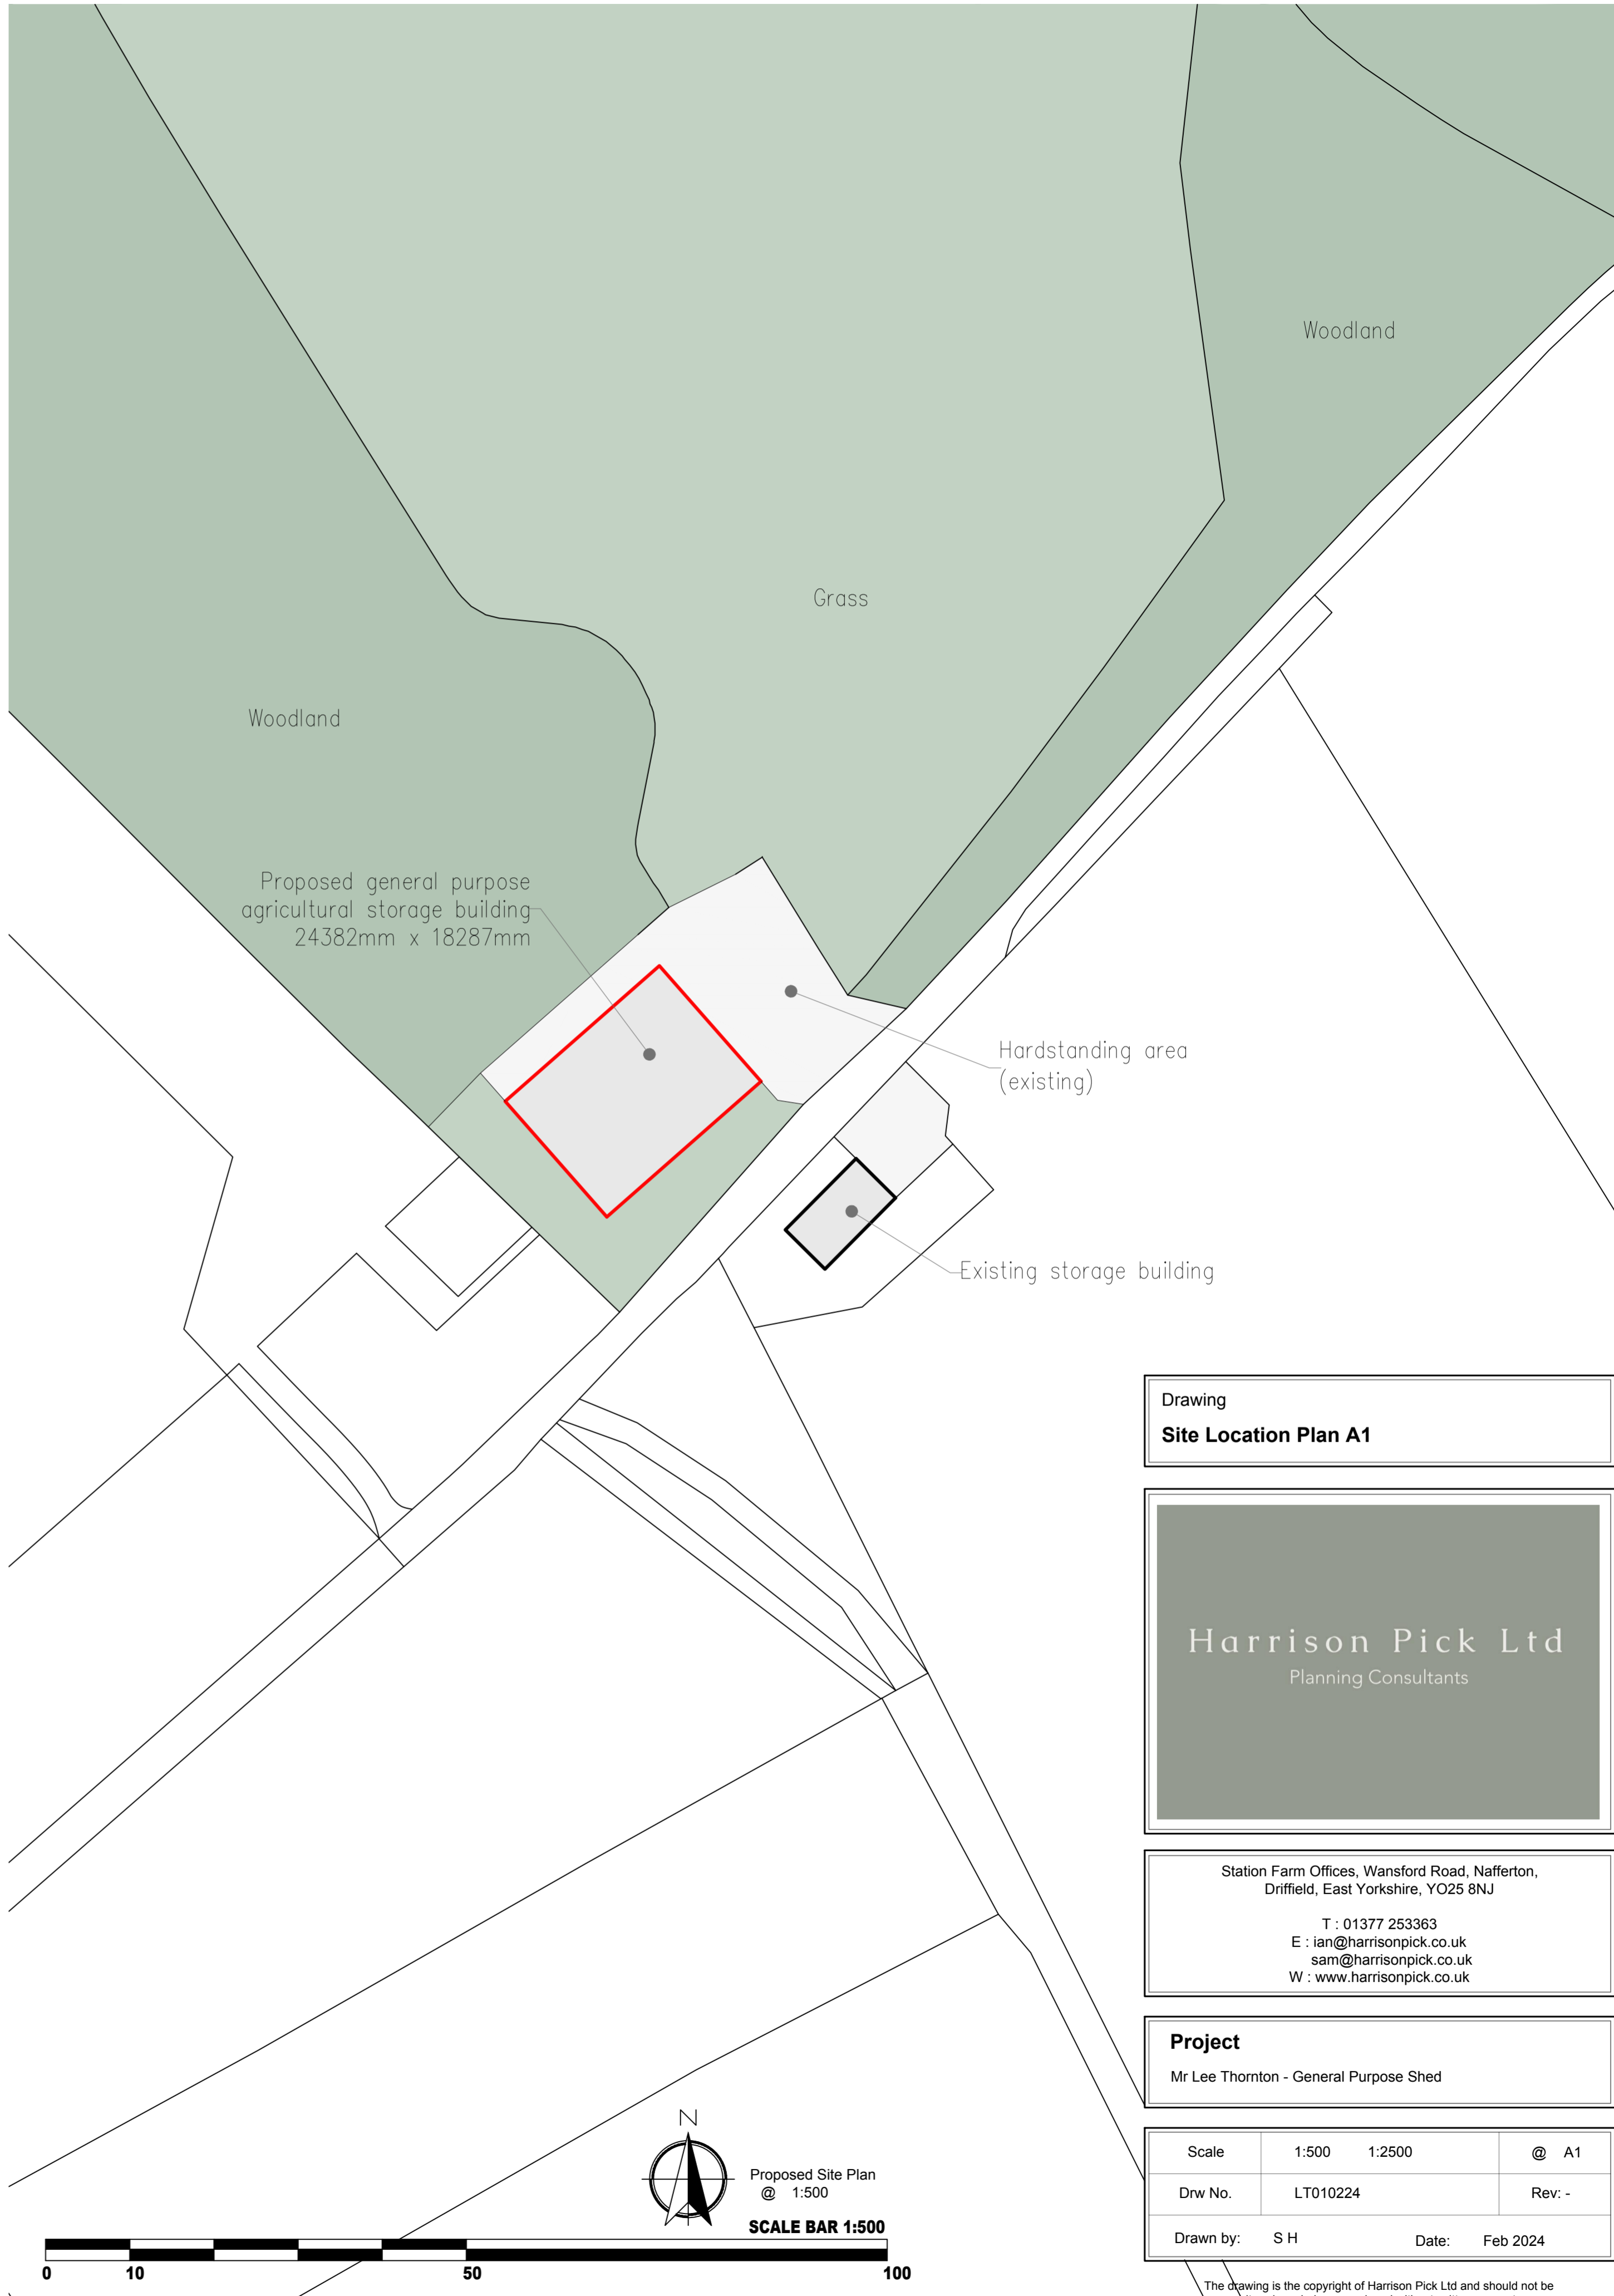 Woodland
Grass
Woodland
Proposed general purpose
agricultural storage building
24382mm x 18287mm
Hardstanding area
(existing)
Existing storage building
Drawing
Site Location Plan A1
Harrison Pick Ltd
Planning Consultants
Station Farm Offices, Wansford Road, Nafferton,
Driffield, East Yorkshire, YO25 8NJ
T : 01377 253363
E : ian@harrisonpick.co.uk
sam@harrisonpick.co.uk
W : www.harrisonpick.co.uk
Project
Mr Lee Thornton - General Purpose Shed
Scale 1:500 1:2500 @ A1
Drw No. LT010224 Rev: -
Drawn by: S H Date: Feb 2024
The drawing is the copyright of Harrison Pick Ltd and should not be
N
Proposed Site Plan
@ 1:500
SCALE BAR 1:500
0 10 50 100